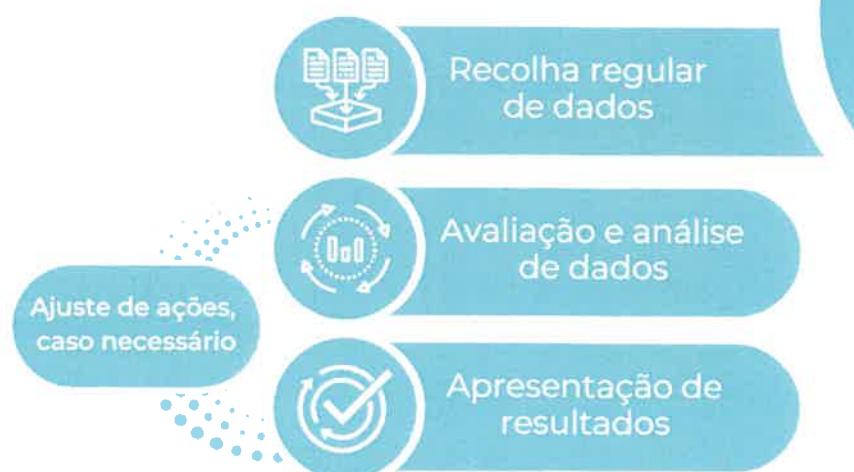 Recolha regular
de dados
Avaliação e análise
de dados
Ajuste de ações,
caso necessário
Apresentação de
resultados